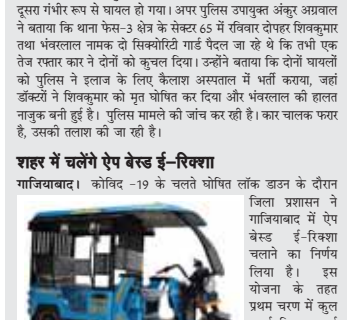 दूसरा गंभीर रूप से घायल हो गया। अपर पुलिस उपायुक्त अंकुर अग्रवाल
ने बताया कि थाना फेस-3 क्षेत्र के सेक्टर 65 में रविवार दोपहर शिवकुमार
तथा भंवरलाल नामक दो सिक्योरिटी गार्ड पैदल जा रहे थे कि तभी एक
तेज रफ्तार कार ने दोनों को कुचल दिया। उन्होंने बताया कि दोनों घायलों
को पुलिस ने इलाज के लिए कैलाश अस्पताल में भर्ती कराया, जहां
डॉक्टरों ने शिवकुमार को मृत घोषित कर दिया और भंवरलाल की हालत
नाजुक बनी हुई है। पुलिस मामले की जांच कर रही है। कार चालक फरार
है, उसकी तलाश की जा रही है।
शहर में चलेंगे ऐप बेस्ड ई-रिक्शा
गाजियाबाद। कोविद -19 के चलते घोषित लॉक डाउन के दौरान
जिला प्रशासन ने
गाजियाबाद में ऐप
बेस्ड ई-रिक्शा
चलाने का निर्णय
लिया है। इस
योजना के तहत
प्रथम चरण में कुल